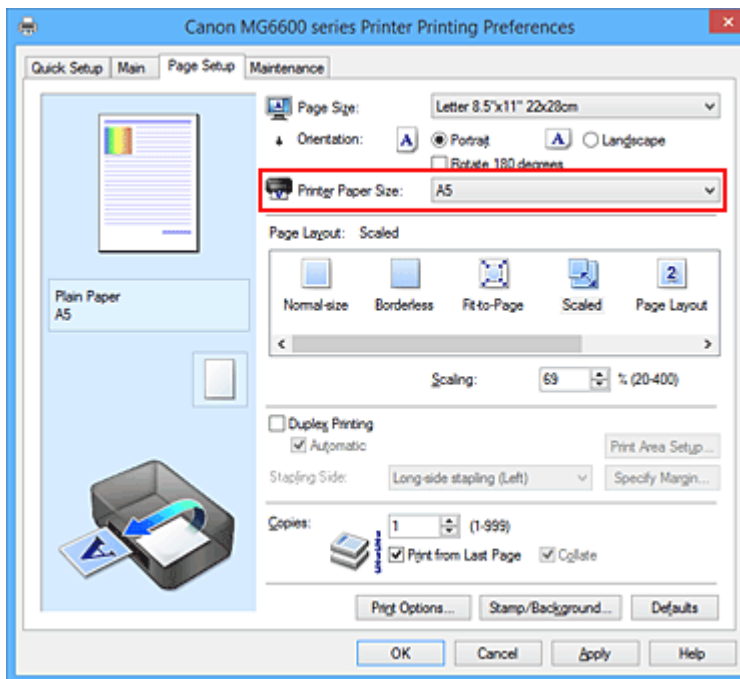 Canon MG6600 series Printer Printing Preferences
Quick Setup Main Page Setup Maintenance
Page Size: Letter 8.5"x11" 22x28cm
Orientation: A Portrait A Landscape
Rotate 180 degrees
Printer Paper Size: A5
Page Layout: Scaled
2
Normal-size Borderless Fit-to-Page Scaled Page Layout
Plain Paper
A5
Scaling: 69 % (20-400)
Duplex Printing
Automatic Print Area Setup...
Stapling Side: Long-side stapling (Left) Specify Margin...
Copies: 1 (1-999)
Print from Last Page Collate
A
Print Options... Stamp/Background... Defaults
OK Cancel Apply Help